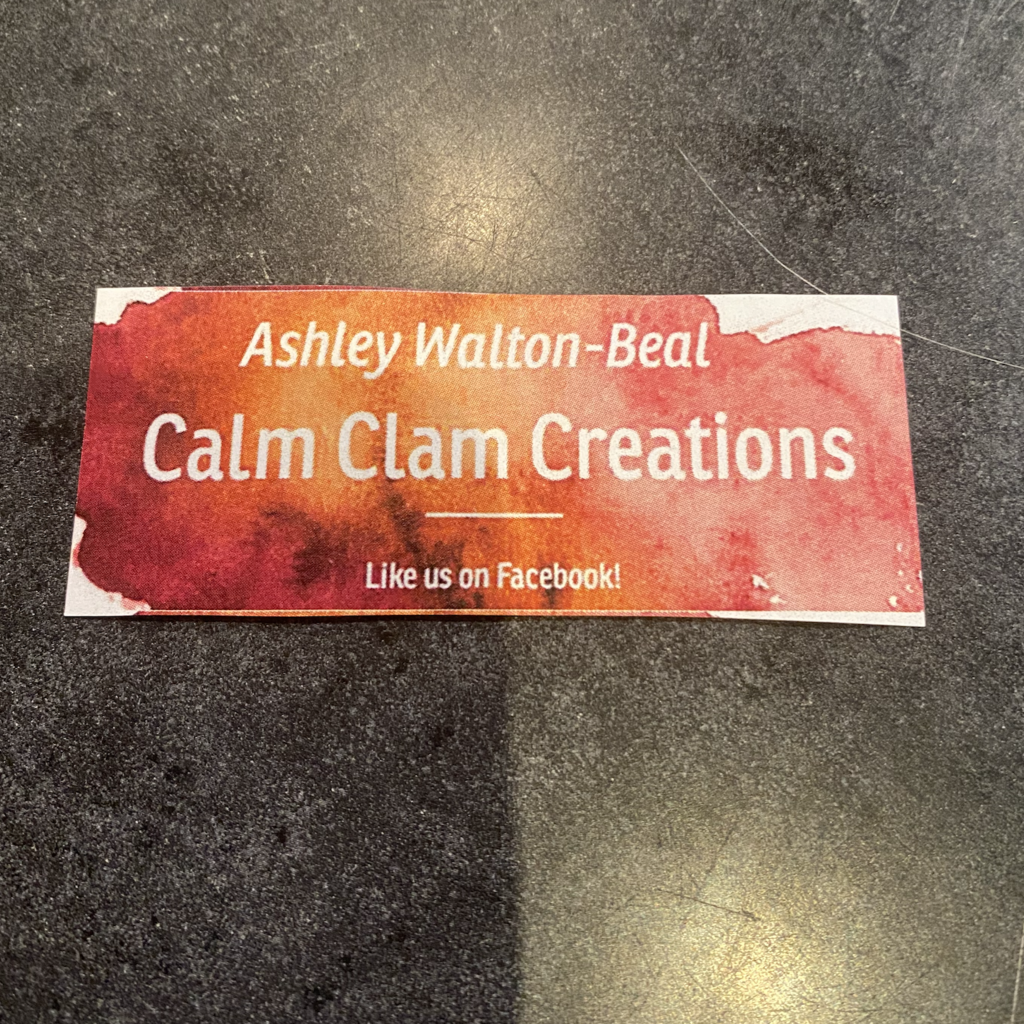 Ashley Walton-Beal
Calm Clam Creations
Like us on Facebook!